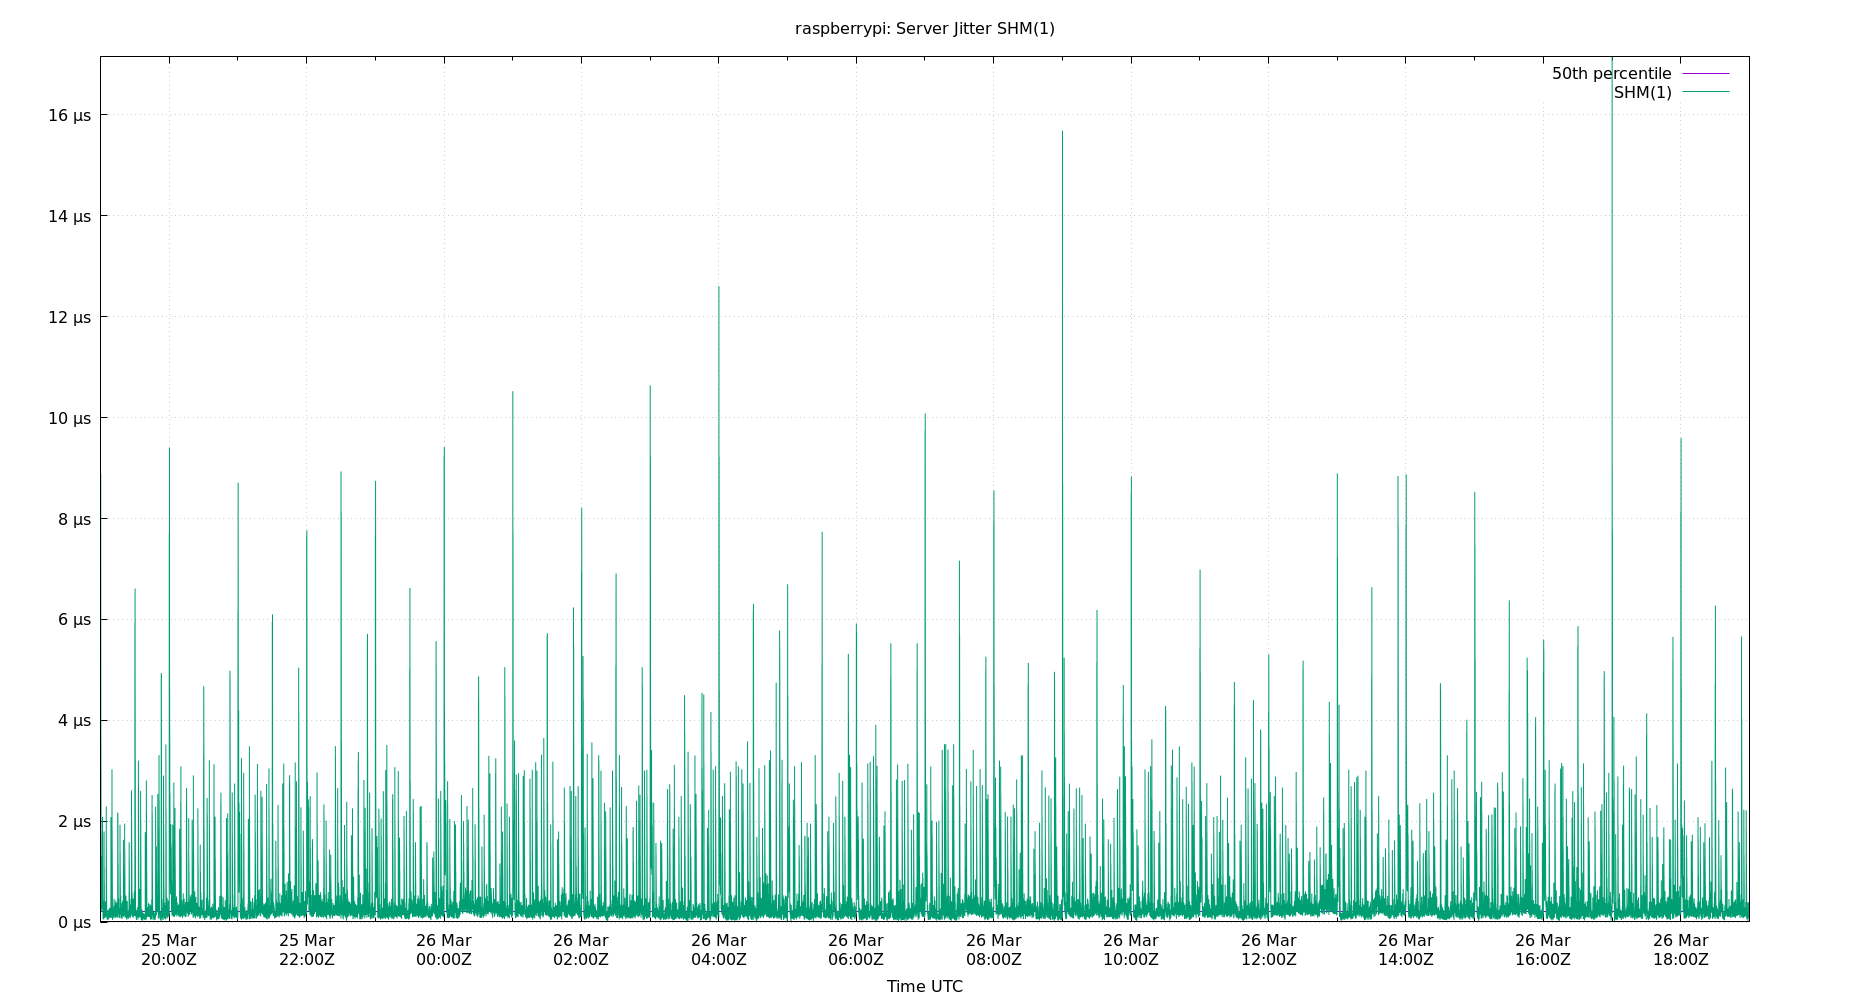 raspberrypi: Server Jitter SHM(1)
50th percentile
SHM(1)
16 µs
14 µs
12 µs
10 µs
8 µs
6 µs
4 µs
2 µs
0 µs
25 Mar 25 Mar 26 Mar 26 Mar 26 Mar 26 Mar 26 Mar 26 Mar 26 Mar 26 Mar 26 Mar 26 Mar
20:00Z 22:00Z 00:00Z 02:00Z 04:00Z 06:00Z 08:00Z 10:00Z 12:00Z 14:00Z 16:00Z 18:00Z
Time UTC